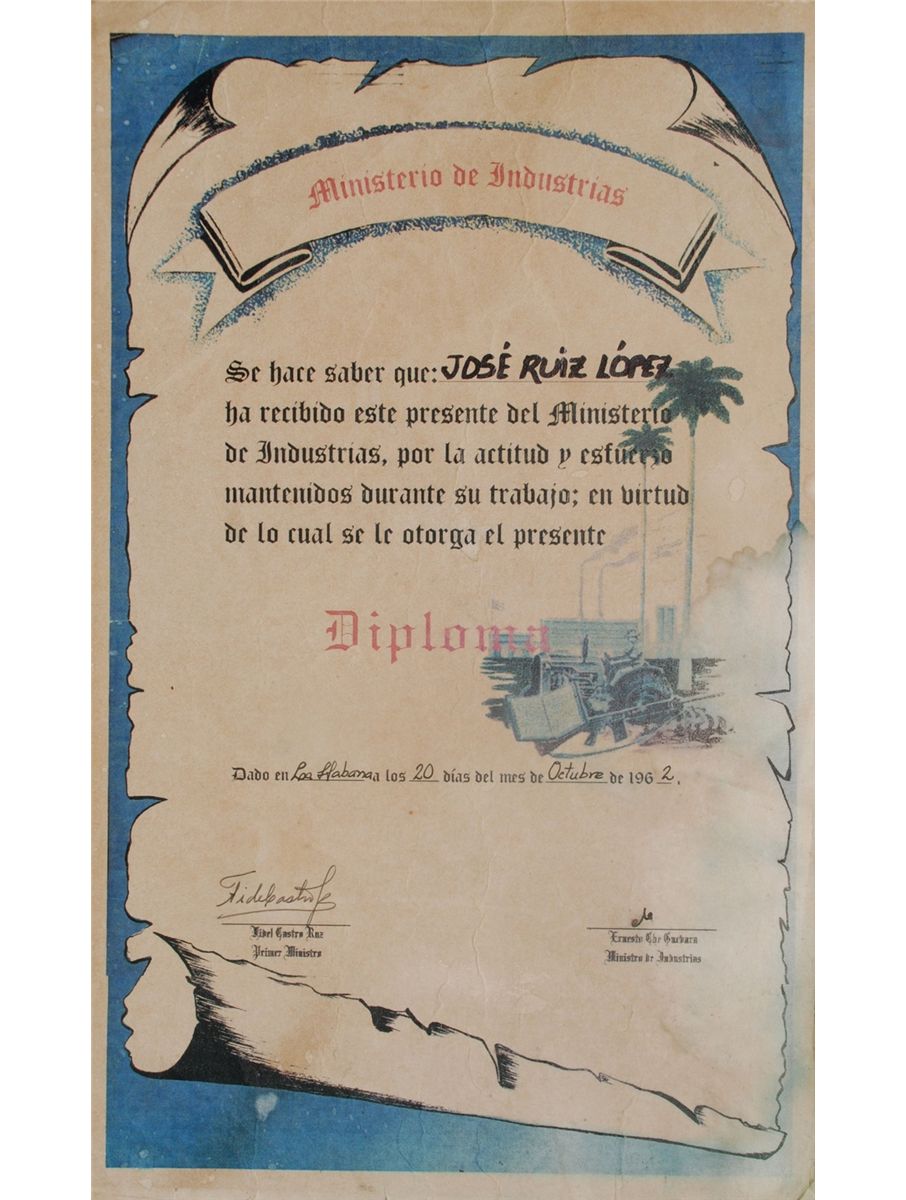 Ministerio de Industrias
Se hace saber que: JOSÉ RUIZ LÓPEZ
ha recibido este presente del Ministerio
de Industrias, por la actitud y esfuerzo
mantenidos durante su trabajo; en virtud
de lo cual se le otorga el presente
Diploma
Dado en La Habana a los 20 días del mes de Octubre de 1962.
Fidel Castro
Che
Fidel Castro Ruz
Ernesto Che Guevara
Primer Ministro
Ministro de Industrias